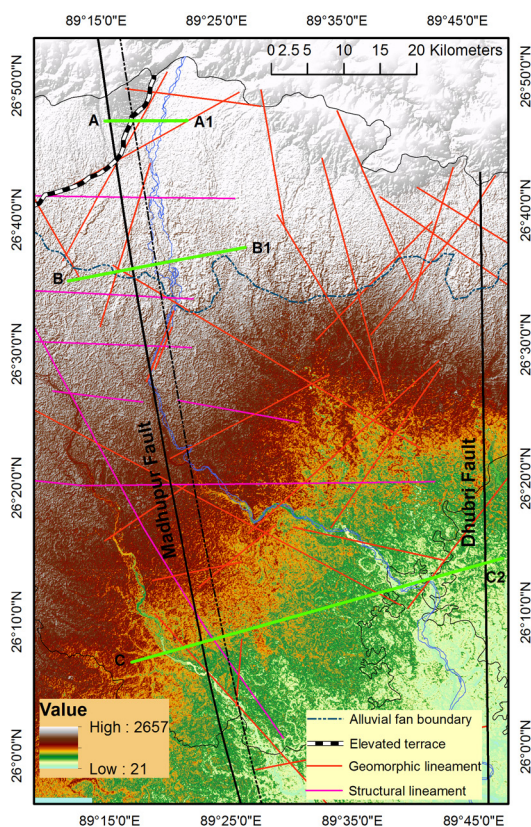 89°15'0"E 89°25'0"E 89°35'0"E 89°45'0"E
0 2.5 5 10 15 20 Kilometers
26°50'0"N 26°50'0"N
A A1
26°40'0"N 26°40'0"N
B B1
26°30'0"N 26°30'0"N
Madhupur Fault
Dhubri Fault
26°20'0"N 26°20'0"N
26°10'0"N 26°10'0"N
C C2
26°0'0"N 26°0'0"N
Value
High : 2657
Low : 21
Alluvial fan boundary
Elevated terrace
Geomorphic lineament
Structural lineament
89°15'0"E 89°25'0"E 89°35'0"E 89°45'0"E